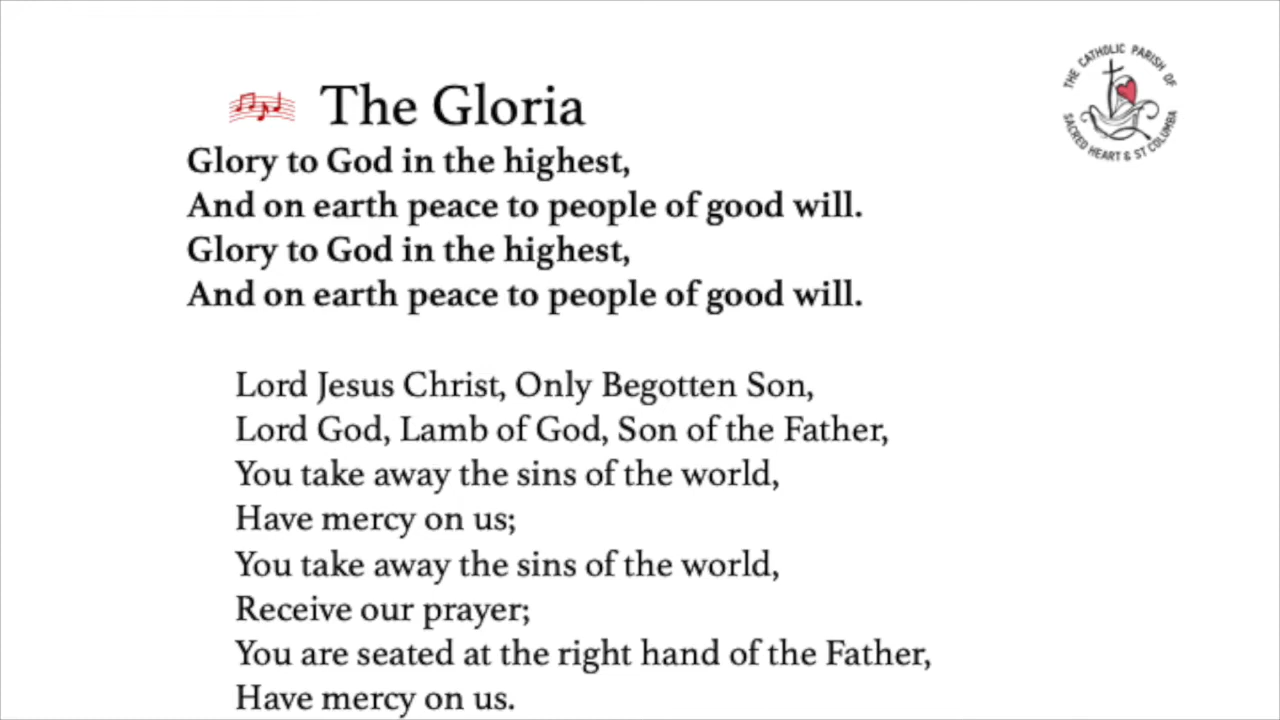 The Gloria
THE CATHOLIC PARISH OF
SACRED HEART & ST COLUMBA
Glory to God in the highest,
And on earth peace to people of good will.
Glory to God in the highest,
And on earth peace to people of good will.
Lord Jesus Christ, Only Begotten Son,
Lord God, Lamb of God, Son of the Father,
You take away the sins of the world,
Have mercy on us;
You take away the sins of the world,
Receive our prayer;
You are seated at the right hand of the Father,
Have mercy on us.